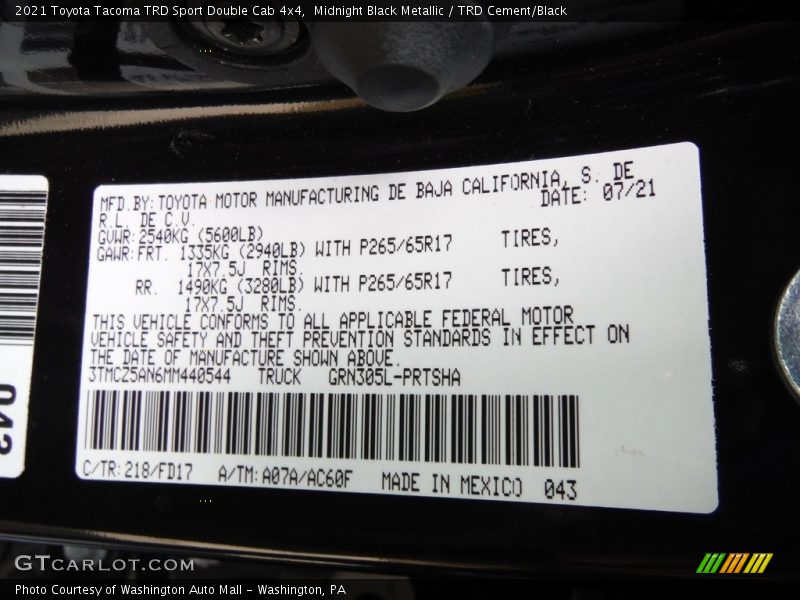 2021 Toyota Tacoma TRD Sport Double Cab 4x4,  Midnight Black Metallic / TRD Cement/Black
MFD.BY:TOYOTA MOTOR MANUFACTURING DE BAJA CALIFORNIA, S. DE
R.L. DE C.V.
DATE: 07/21
GVWR:2540KG (5600LB)
GAWR:FRT. 1335KG (2940LB) WITH P265/65R17 TIRES,
17X7.5J RIMS.
RR. 1490KG (3280LB) WITH P265/65R17 TIRES,
17X7.5J RIMS.
THIS VEHICLE CONFORMS TO ALL APPLICABLE FEDERAL MOTOR
VEHICLE SAFETY AND THEFT PREVENTION STANDARDS IN EFFECT ON
THE DATE OF MANUFACTURE SHOWN ABOVE.
3TMCZ5AN6MM440544 TRUCK GRN305L-PRTSHA
C/TR:218/FD17 A/TM:A07A/AC60F MADE IN MEXICO 043
043
GTCarLot.com
Photo Courtesy of Washington Auto Mall - Washington, PA